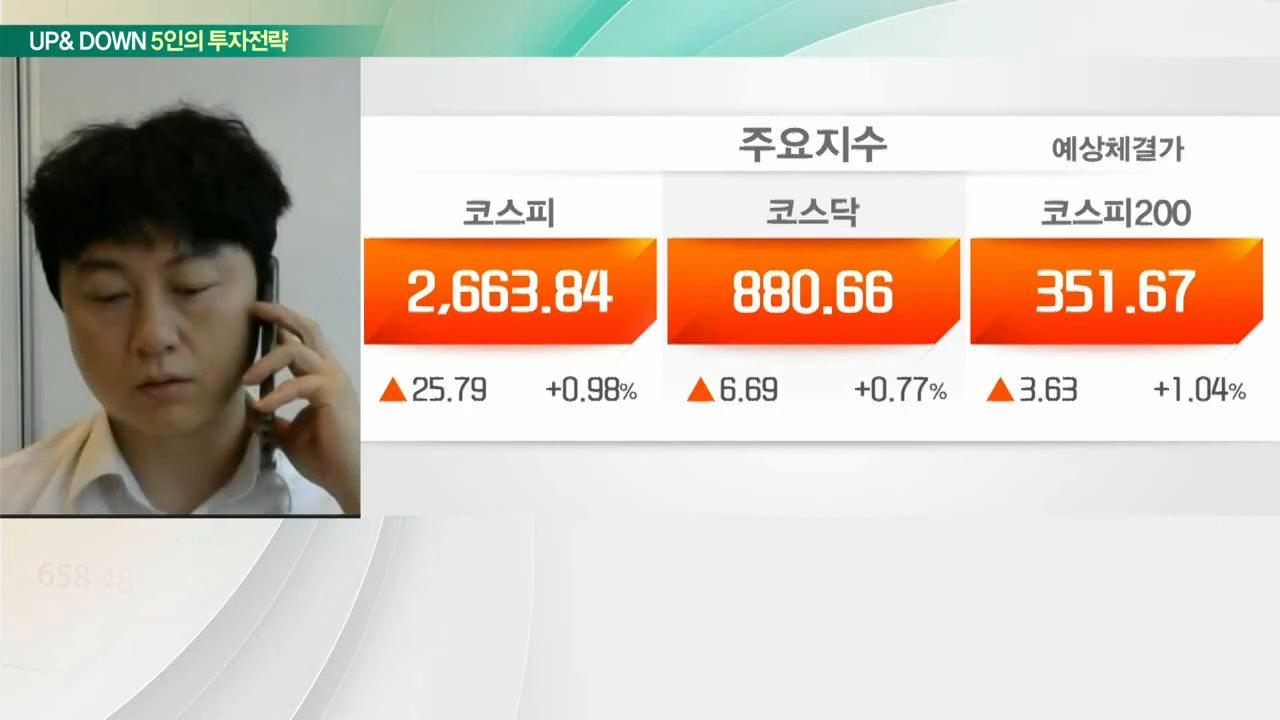 UP& DOWN 5인의 투자전략
주요지수 예상체결가
코스피 코스닥 코스피200
2,663.84 880.66 351.67
▲25.79 +0.98% ▲6.69 +0.77% ▲3.63 +1.04%
658.48